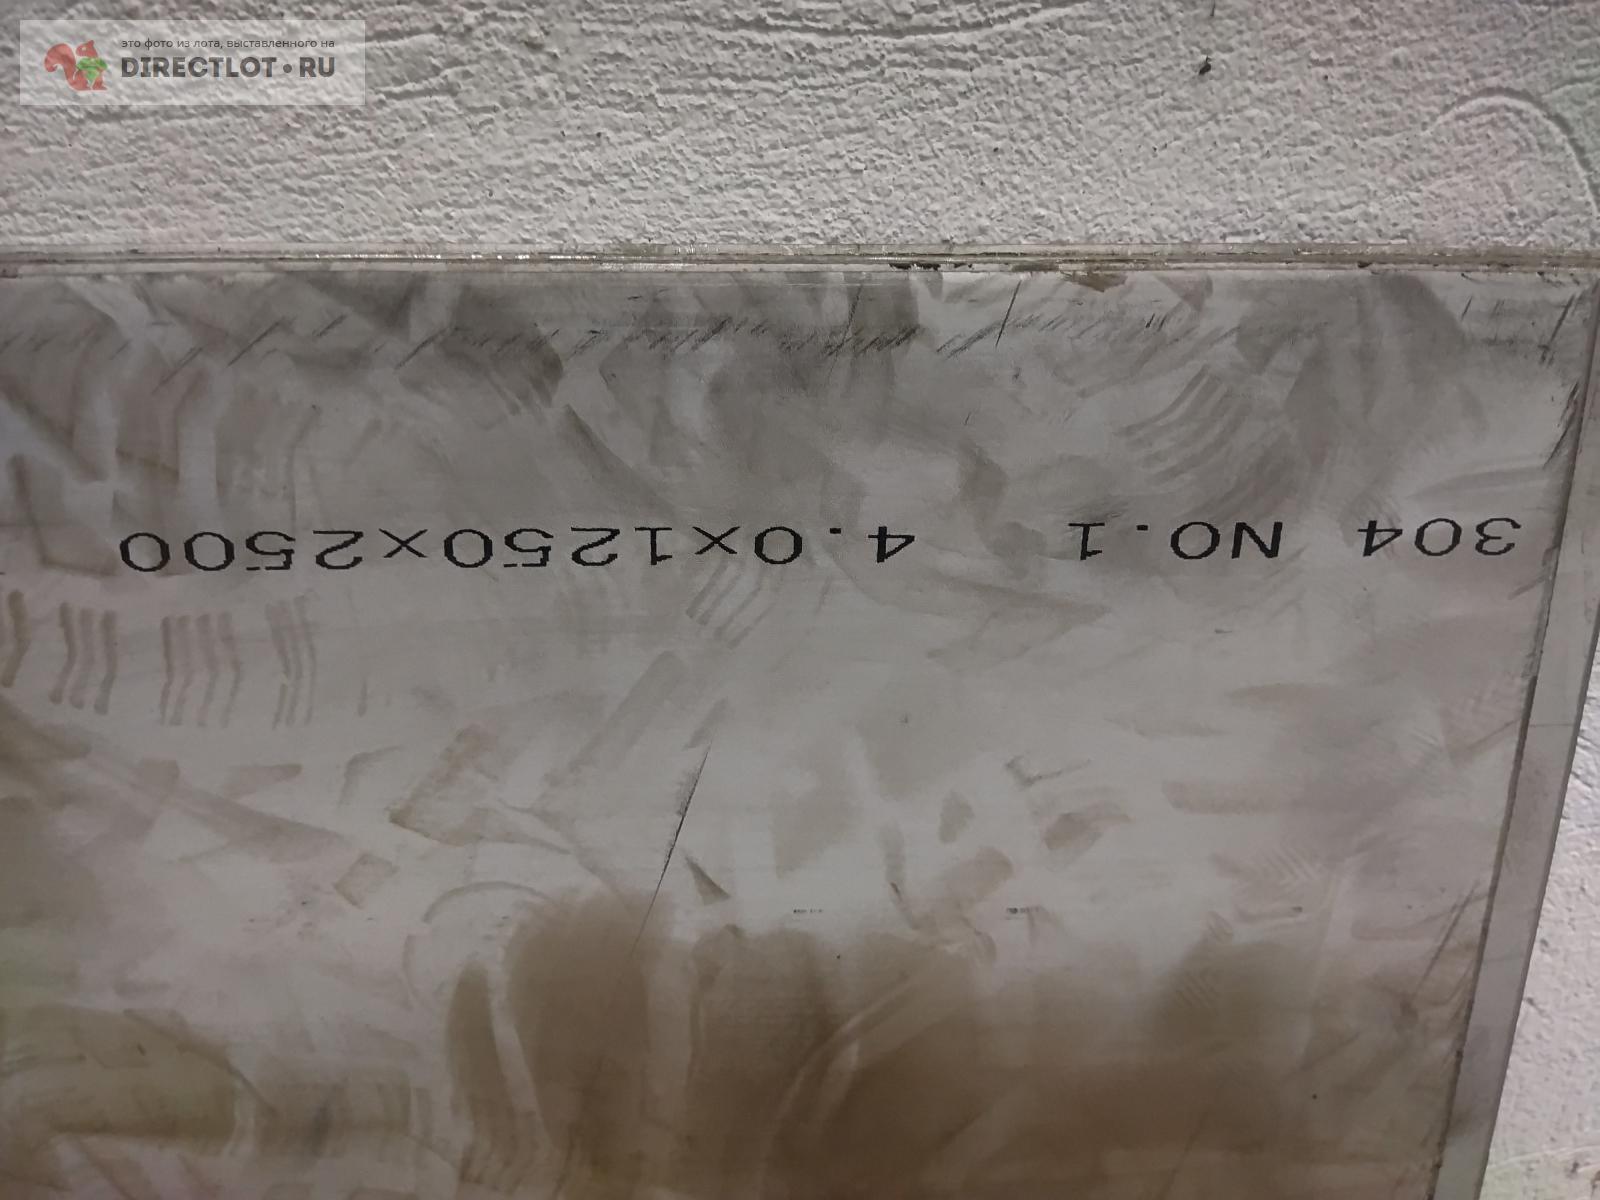 это фото из лота, выставленного на
DIRECTLOT•RU
304 NO.1 4.0x1250x2500